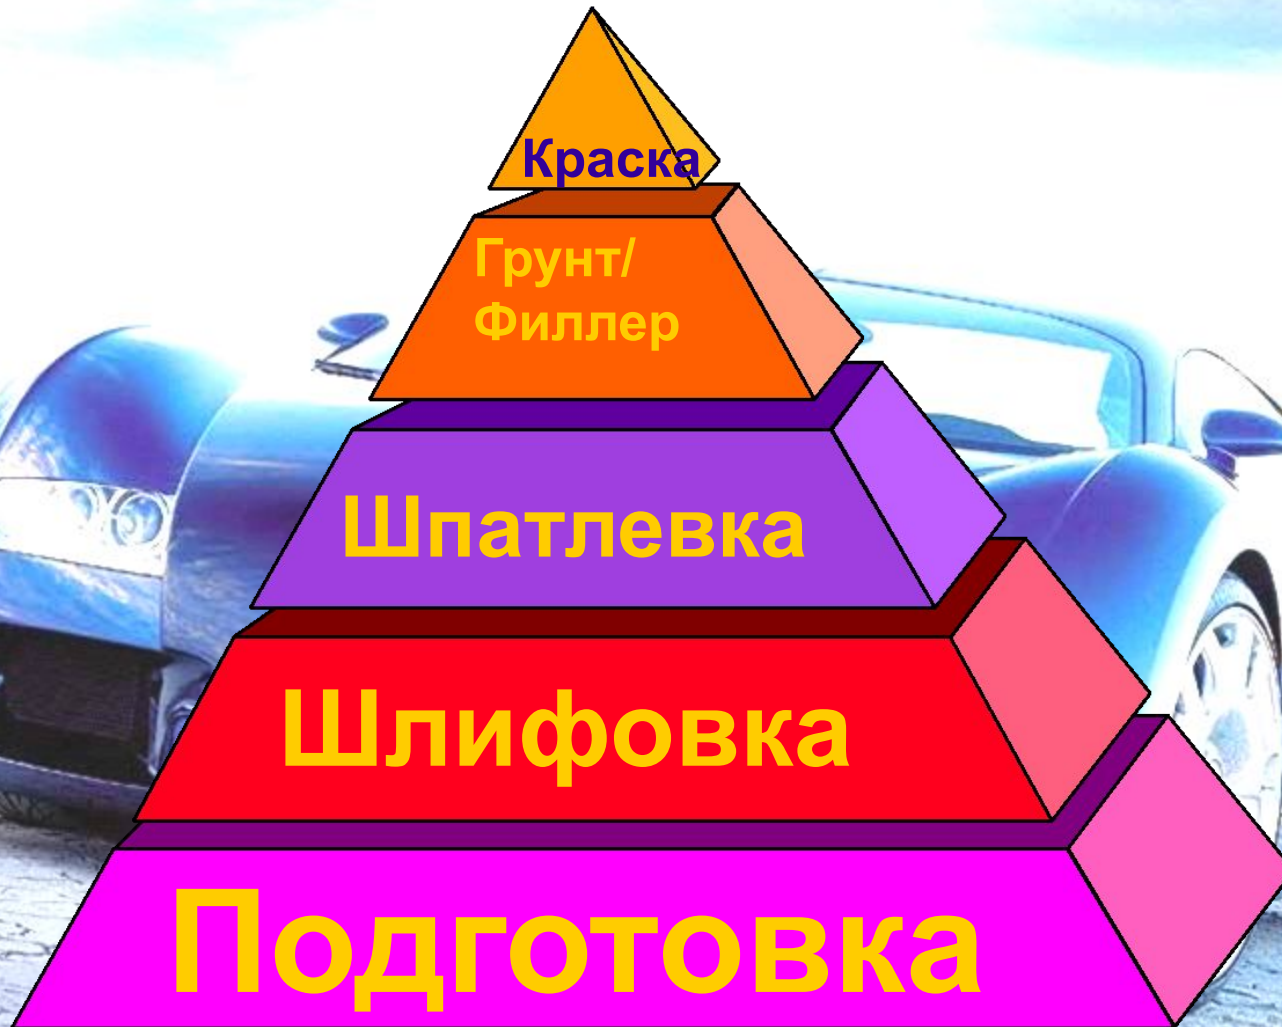 Краска
Грунт/
Филлер
Шпатлевка
Шлифовка
Подготовка